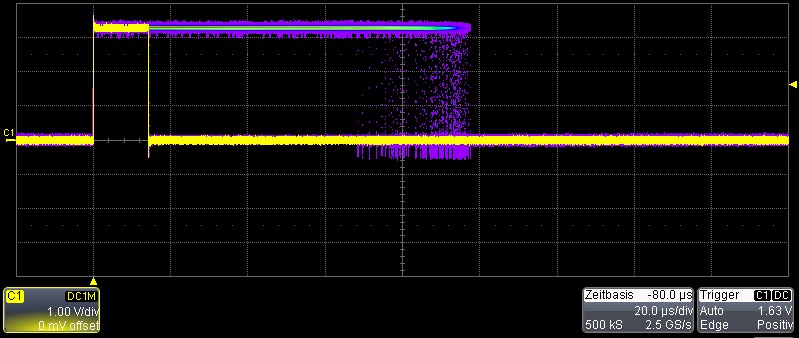 C1
C1 DC1M
1.00 V/div
0 mV offset
Zeitbasis -80.0 µs
20.0 µs/div
500 kS 2.5 GS/s
Trigger C1 DC
Auto 1.63 V
Edge Positiv